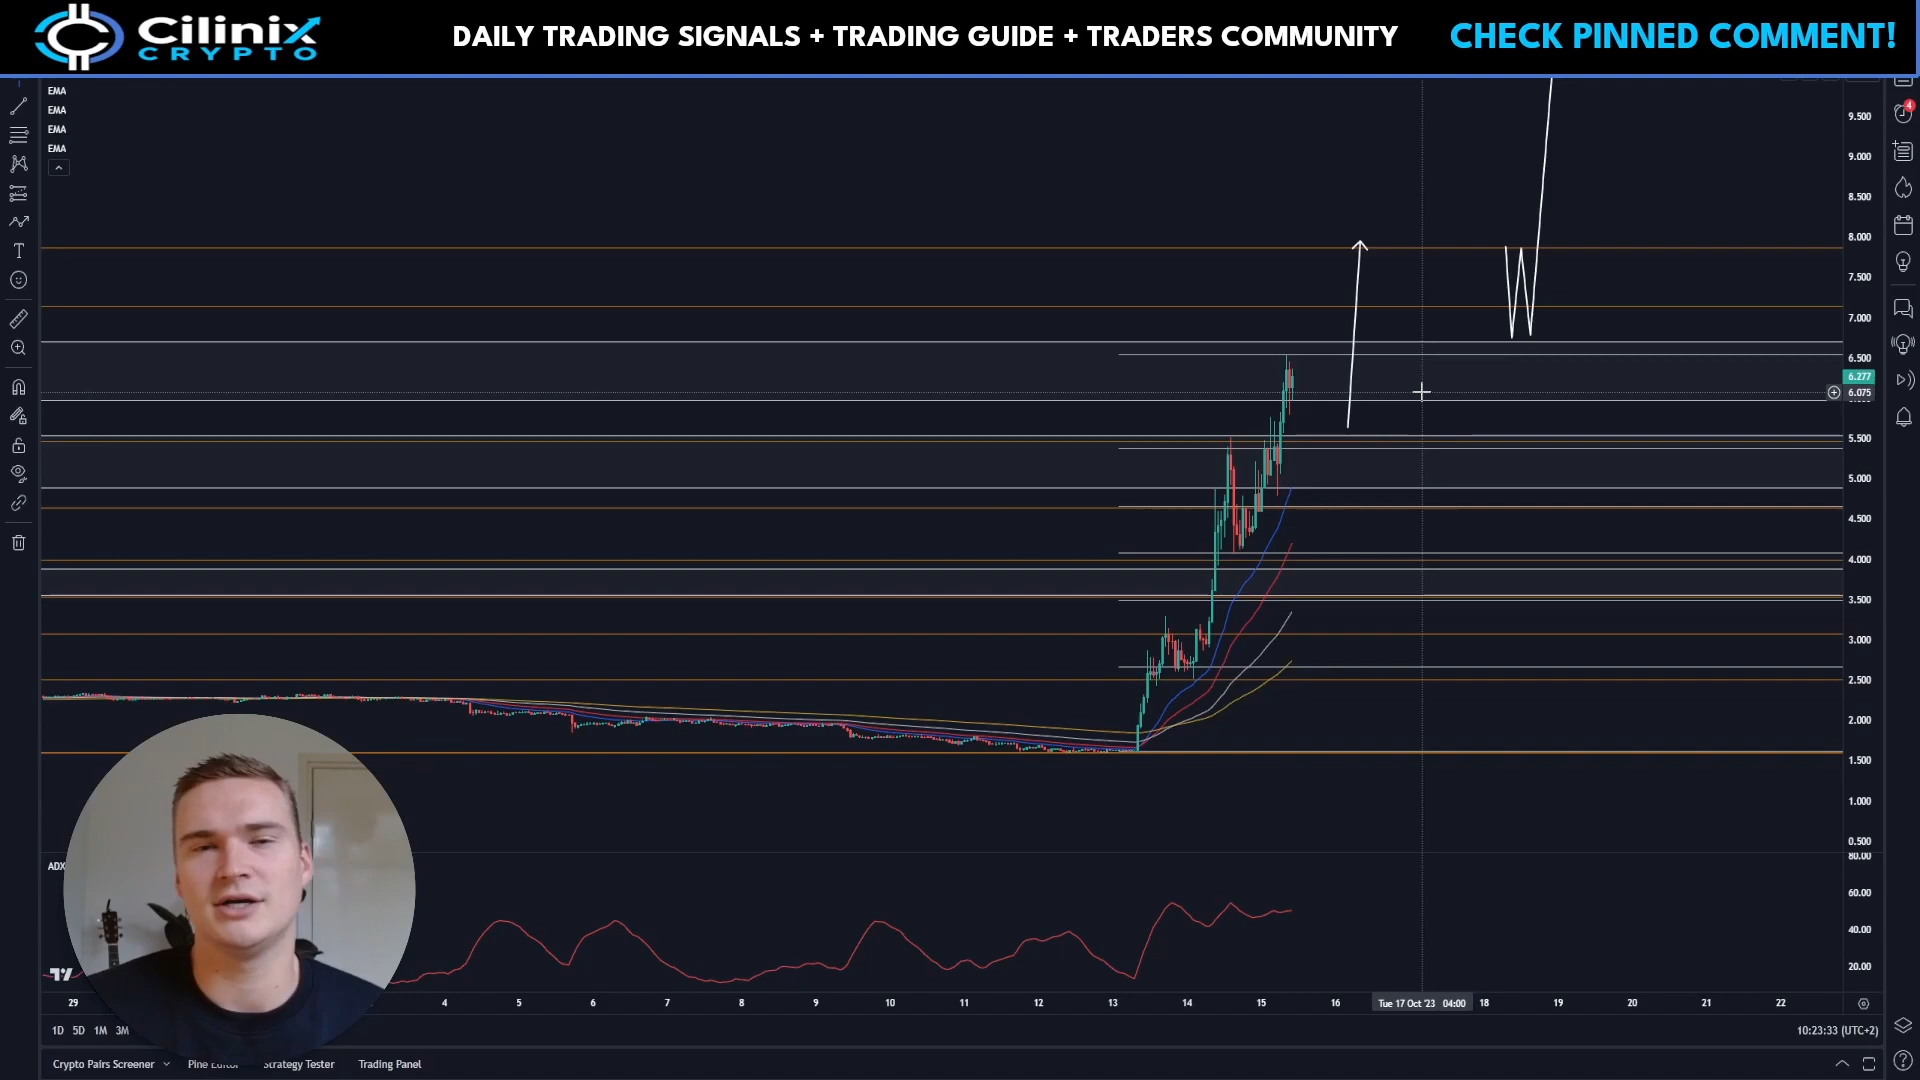 Cilinix
CRYPTO
DAILY TRADING SIGNALS + TRADING GUIDE + TRADERS COMMUNITY
CHECK PINNED COMMENT!
EMA
EMA
EMA
EMA
4
9.500
9.000
8.500
8.000
7.500
7.000
6.500
6.277
6.075
5.500
5.000
4.500
4.000
3.500
3.000
2.500
2.000
1.500
1.000
0.500
ADX
80.00
60.00
40.00
20.00
29 4 5 6 7 8 9 10 11 12 13 14 15 16 Tue 17 Oct '23 04:00 18 19 20 21 22
1D 5D 1M 3M
10:23:33 (UTC+2)
Crypto Pairs Screener Pine Editor Strategy Tester Trading Panel